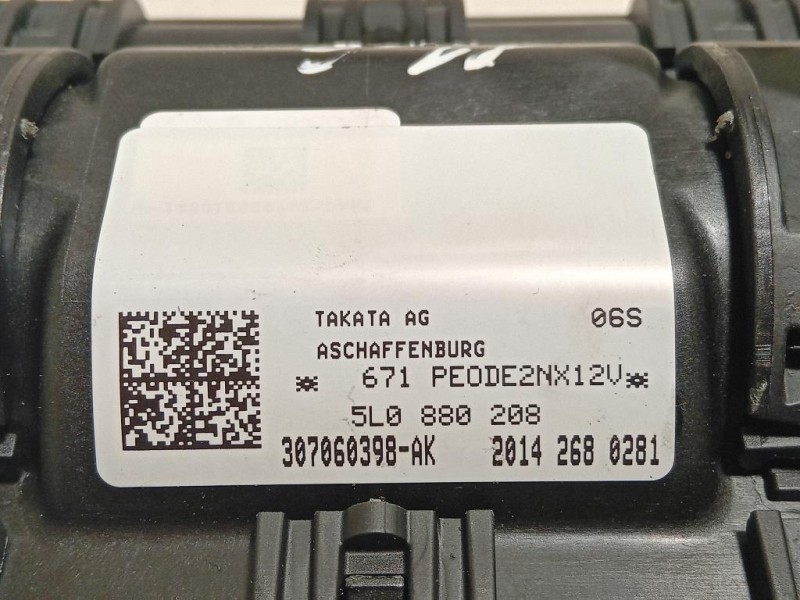 TAKATA AG 06S
ASCHAFFENBURG
* 671 PEODE2NX12V*
5L0 880 208
307060398-AK 2014 268 0281